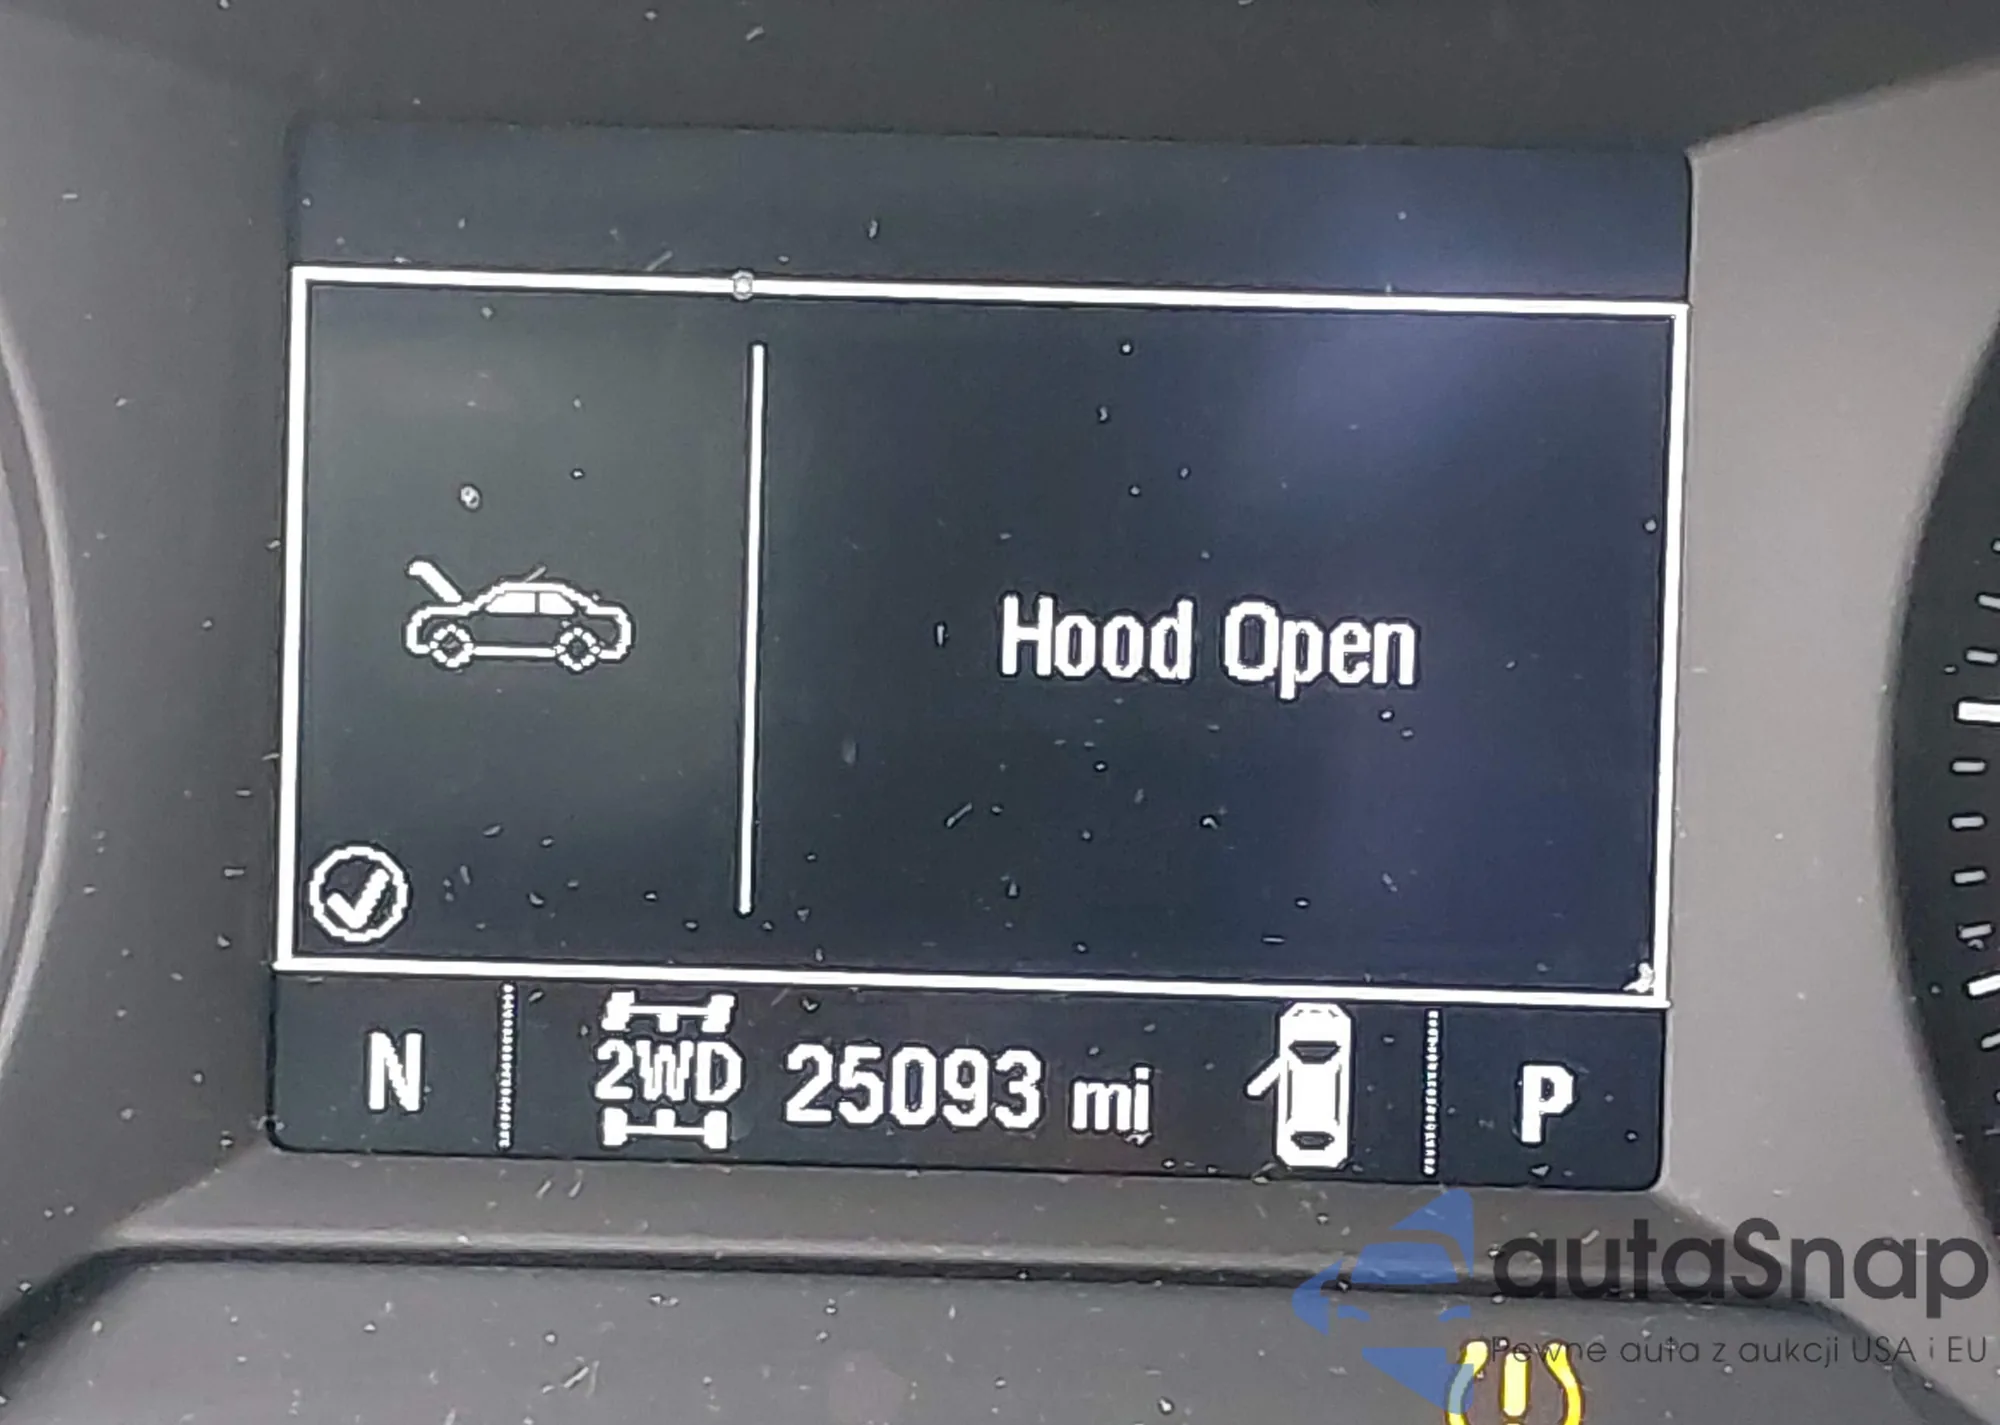 Hood Open
N 2WD 25093 mi P
autaSnap
Pewne auta z aukcji USA i EU